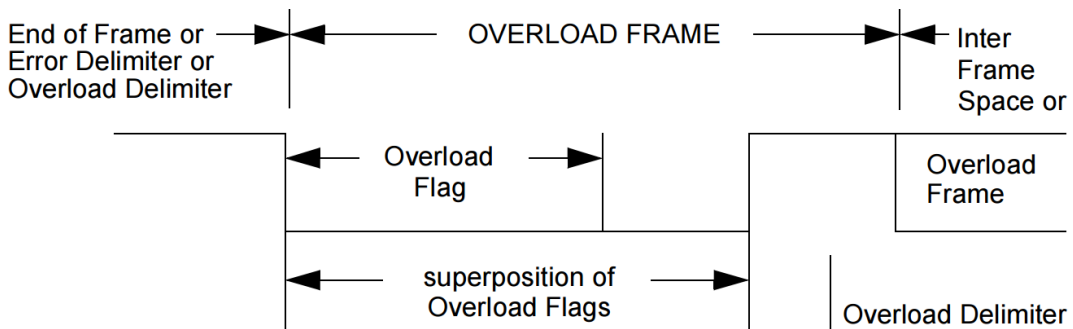 End of Frame or
Error Delimiter or
Overload Delimiter
OVERLOAD FRAME
Inter
Frame
Space or
Overload
Flag
Overload
Frame
superposition of
Overload Flags
Overload Delimiter